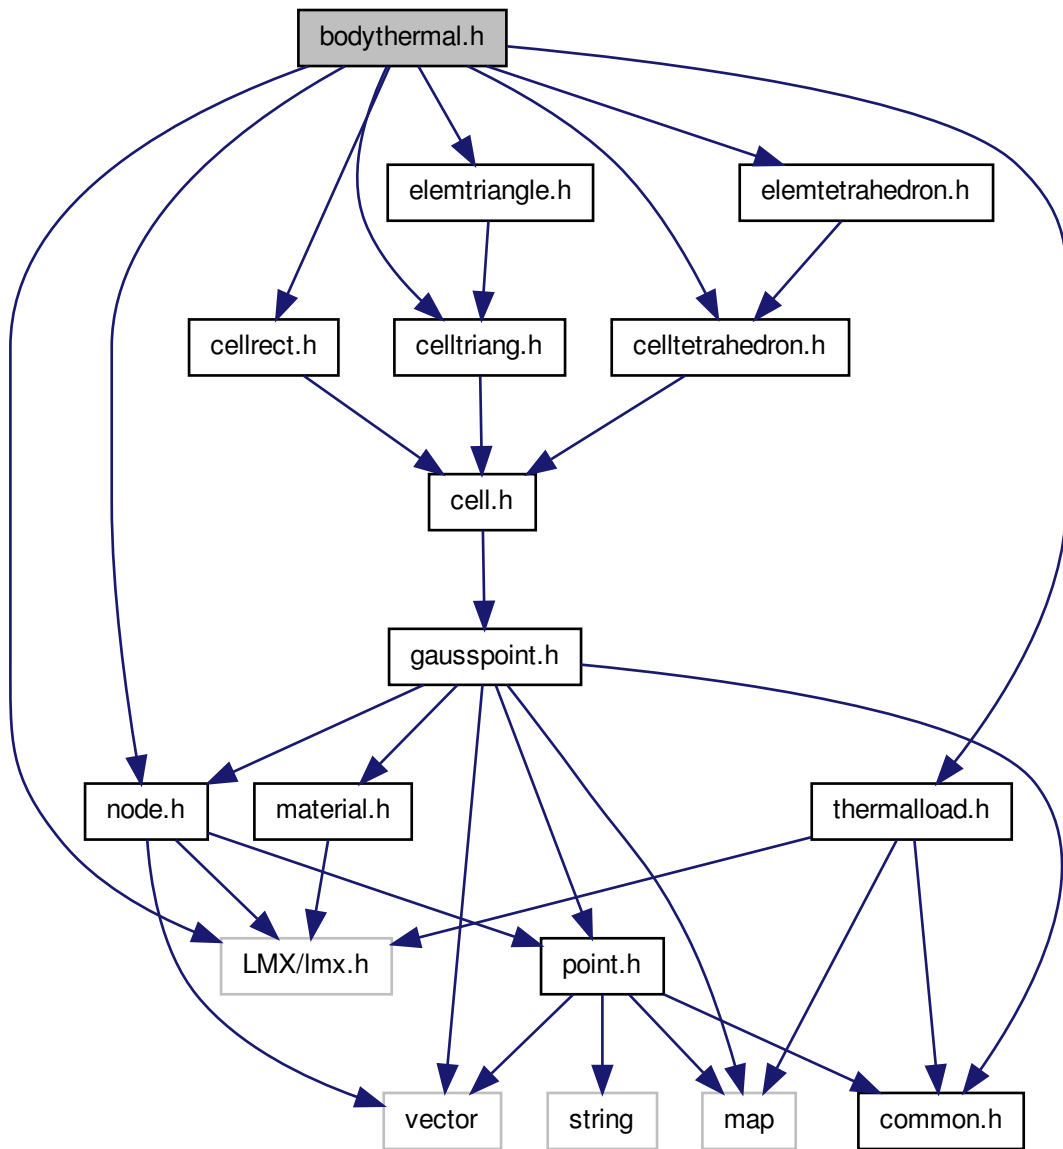 bodythermal.h
elemtriangle.h
elemtetrahedron.h
cellrect.h
celltriang.h
celltetrahedron.h
cell.h
gausspoint.h
node.h
material.h
thermalload.h
LMX/lmx.h
point.h
vector
string
map
common.h